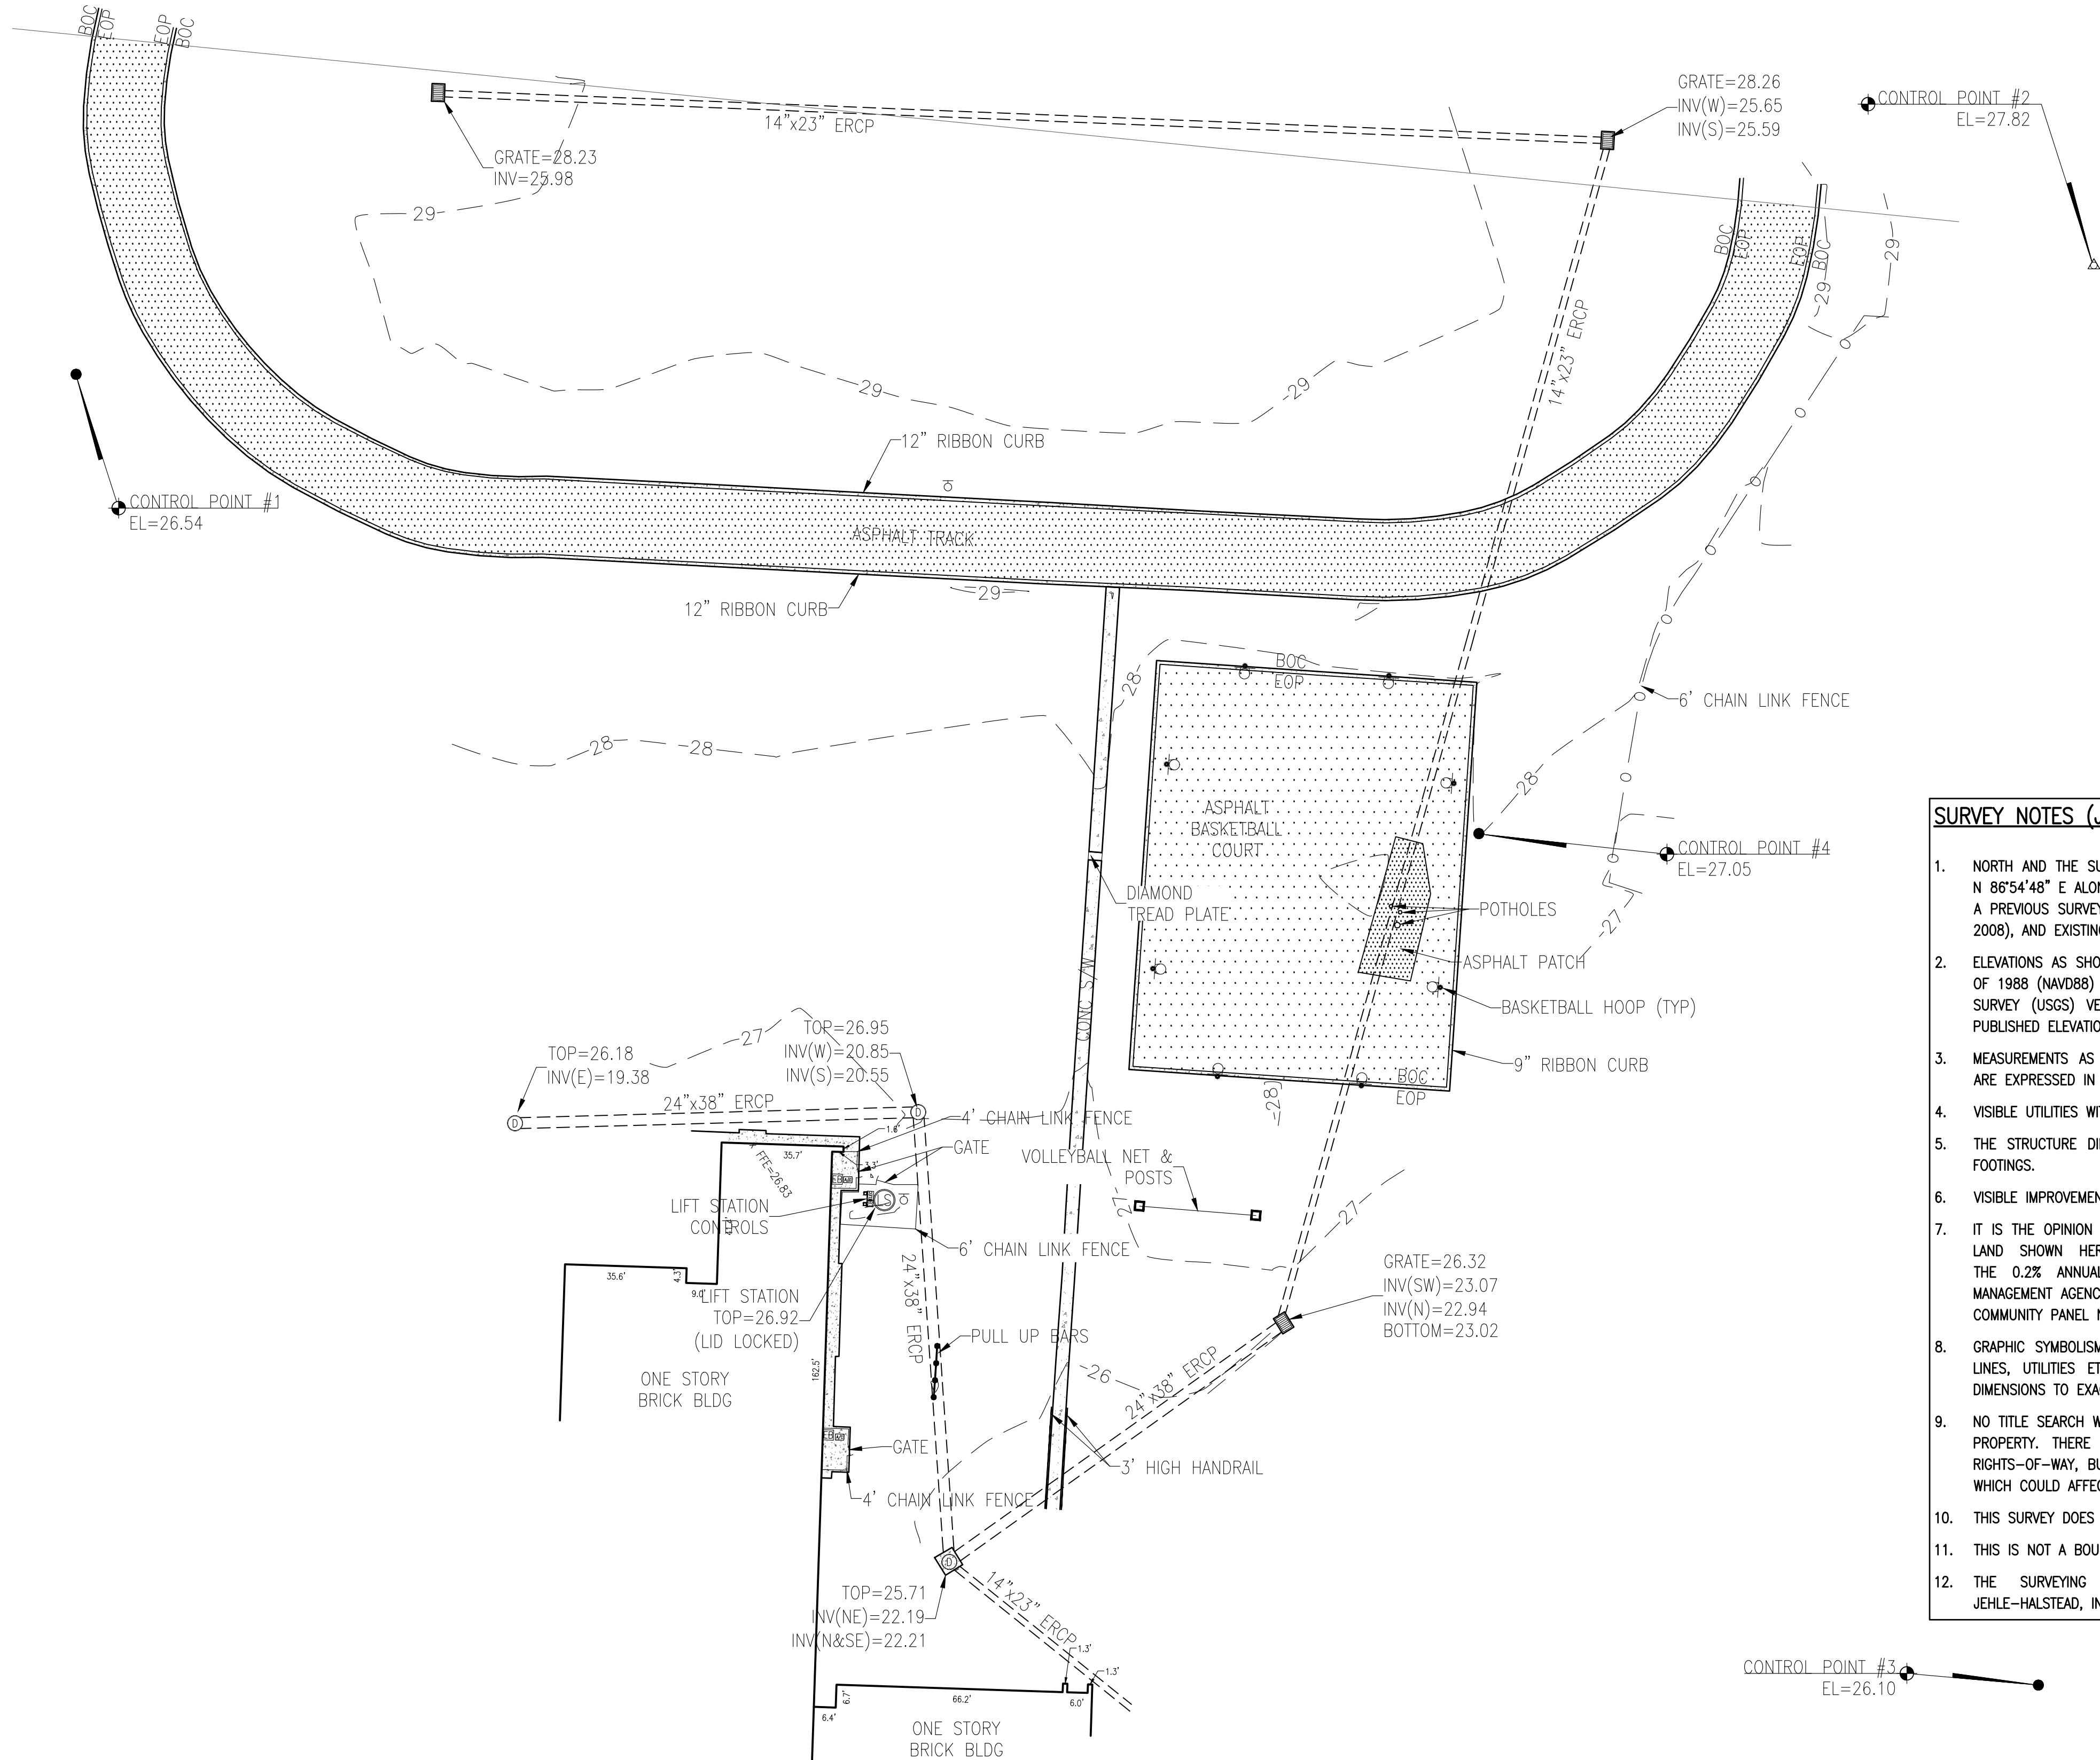 BOC
EOP
EOP
BOC
14"x23" ERCP
GRATE=28.23
INV=25.98
GRATE=28.26
INV(W)=25.65
INV(S)=25.59
CONTROL POINT #2
EL=27.82
29
29
29
29
29
BOC
EOP
EOP
BOC
14"x23" ERCP
CONTROL POINT #1
EL=26.54
12" RIBBON CURB
ASPHALT TRACK
12" RIBBON CURB
29
28
28
28
BOC
EOP
6' CHAIN LINK FENCE
28
ASPHALT
BASKETBALL
COURT
CONTROL POINT #4
EL=27.05
DIAMOND
TREAD PLATE
POTHOLES
27
ASPHALT PATCH
BASKETBALL HOOP (TYP)
CONC S/W
9" RIBBON CURB
BOC
EOP
28
27
TOP=26.18
INV(E)=19.38
TOP=26.95
INV(W)=20.85
INV(S)=20.55
24"x38" ERCP
D
D
4' CHAIN LINK FENCE
1.6'
GATE
35.7'
3.3'
FFE=26.83
LS
VOLLEYBALL NET &
POSTS
27
27
LIFT STATION
CONTROLS
6' CHAIN LINK FENCE
24"x38" ERCP
35.6'
4.3'
9.0'
LIFT STATION
TOP=26.92
(LID LOCKED)
PULL UP BARS
GRATE=26.32
INV(SW)=23.07
INV(N)=22.94
BOTTOM=23.02
ONE STORY
BRICK BLDG
162.5'
26
24"x38" ERCP
GATE
3' HIGH HANDRAIL
4' CHAIN LINK FENCE
D
TOP=25.71
INV(NE)=22.19
INV(N&SE)=22.21
14"x23" ERCP
1.3'
1.3'
6.7'
66.2'
6.0'
6.4'
ONE STORY
BRICK BLDG
CONTROL POINT #3
EL=26.10
SURVEY NOTES (J
1. NORTH AND THE SU
N 86°54'48" E ALON
A PREVIOUS SURVEY
2008), AND EXISTING
2. ELEVATIONS AS SHO
OF 1988 (NAVD88)
SURVEY (USGS) VE
PUBLISHED ELEVATIO
3. MEASUREMENTS AS
ARE EXPRESSED IN
4. VISIBLE UTILITIES WI
5. THE STRUCTURE DI
FOOTINGS.
6. VISIBLE IMPROVEMEN
7. IT IS THE OPINION
LAND SHOWN HER
THE 0.2% ANNUAL
MANAGEMENT AGENC
COMMUNITY PANEL N
8. GRAPHIC SYMBOLISM
LINES, UTILITIES ET
DIMENSIONS TO EXA
9. NO TITLE SEARCH W
PROPERTY. THERE
RIGHTS-OF-WAY, BU
WHICH COULD AFFE
10. THIS SURVEY DOES
11. THIS IS NOT A BOU
12. THE SURVEYING
JEHLE-HALSTEAD, IN